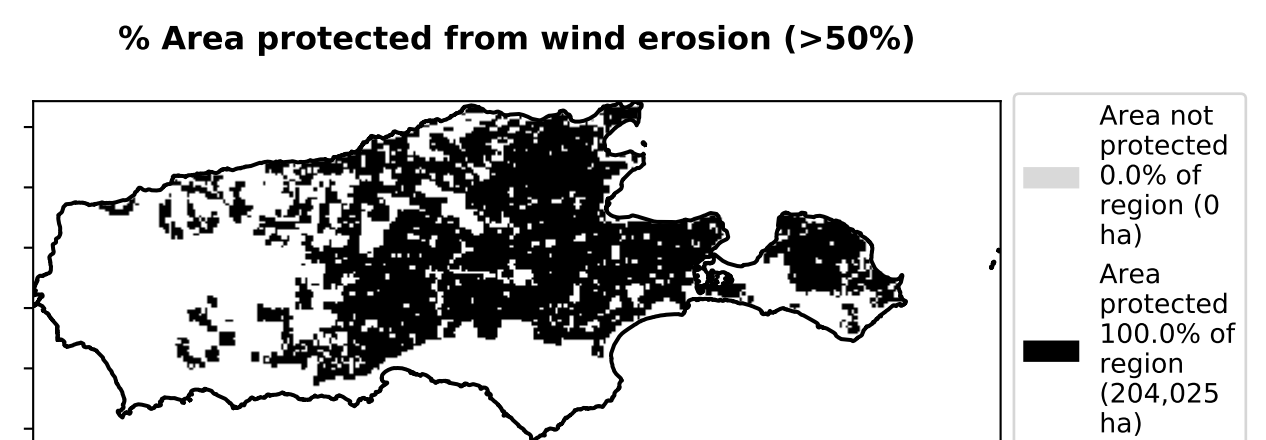 % Area protected from wind erosion (>50%)
Area not
protected
0.0% of
region (0
ha)
Area
protected
100.0% of
region
(204,025
ha)